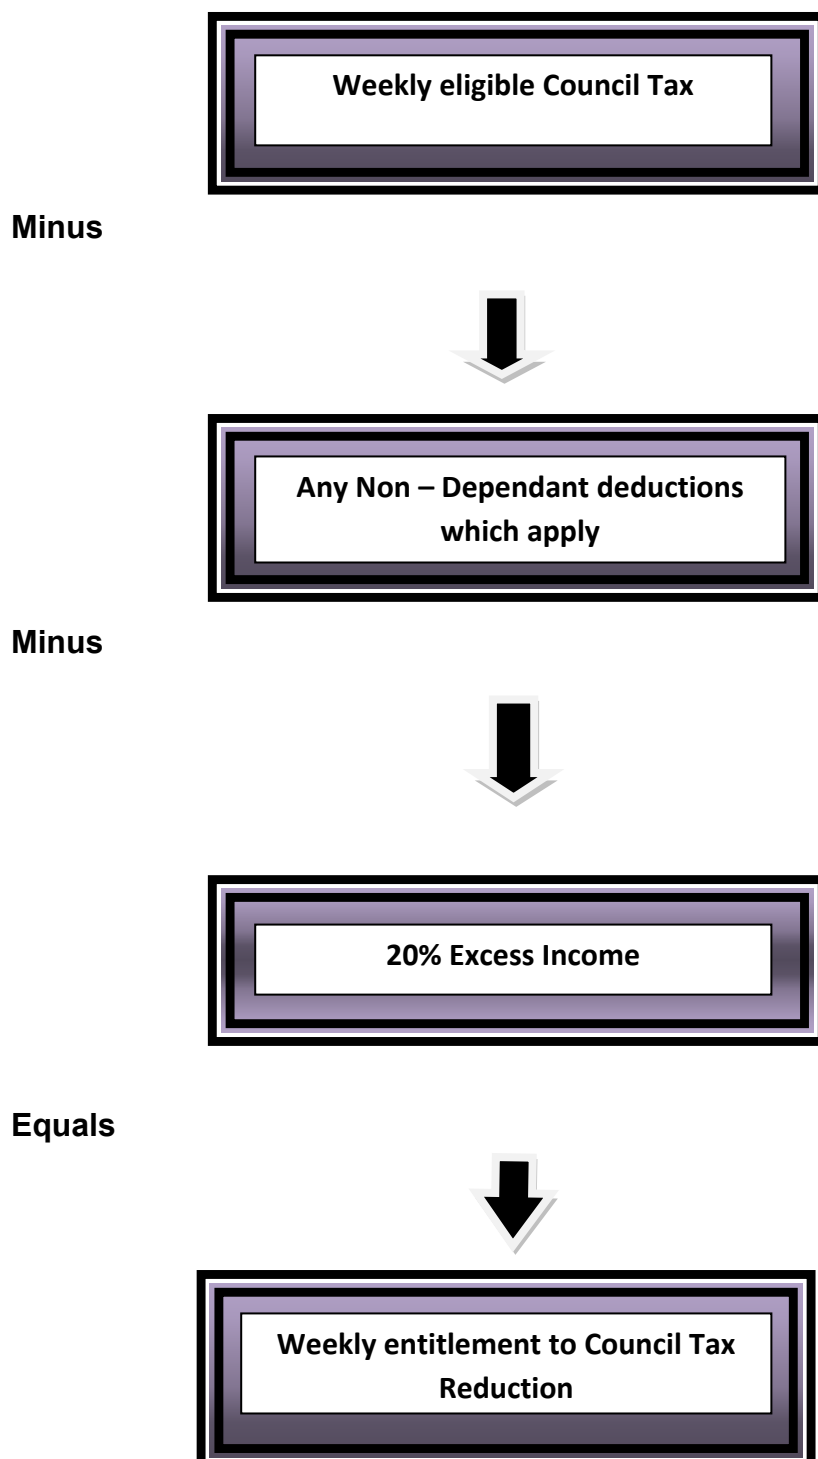 Weekly eligible Council Tax
Minus
Any Non – Dependant deductions
which apply
Minus
20% Excess Income
Equals
Weekly entitlement to Council Tax
Reduction